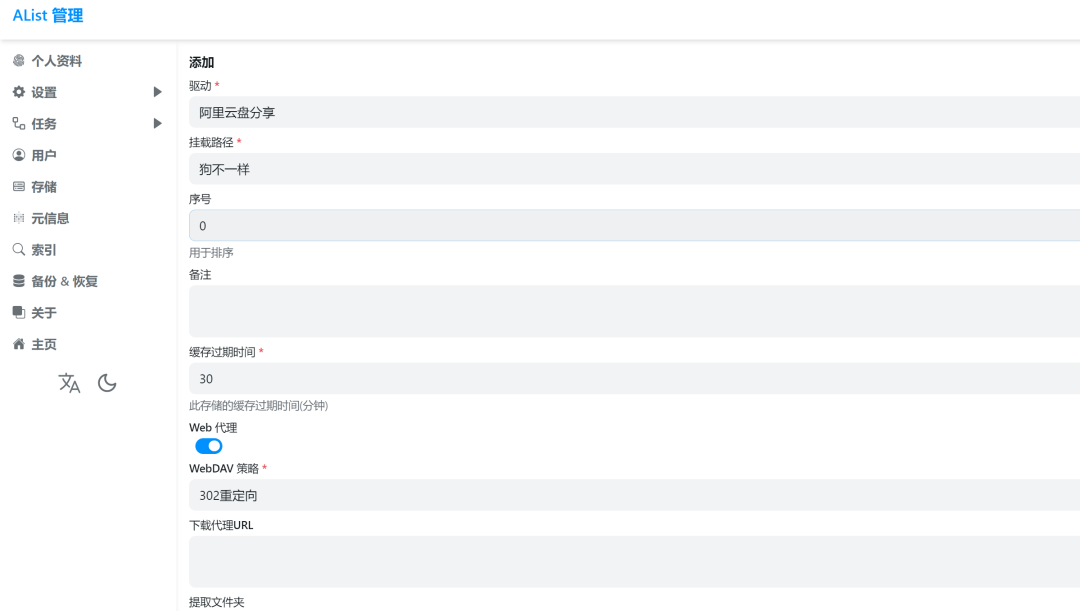 AList 管理
个人资料
设置
任务
用户
存储
元信息
索引
备份 & 恢复
关于
主页
添加
驱动 *
阿里云盘分享
挂载路径 *
狗不一样
序号
0
用于排序
备注
缓存过期时间 *
30
此存储的缓存过期时间(分钟)
Web 代理
WebDAV 策略 *
302重定向
下载代理URL
提取文件夹